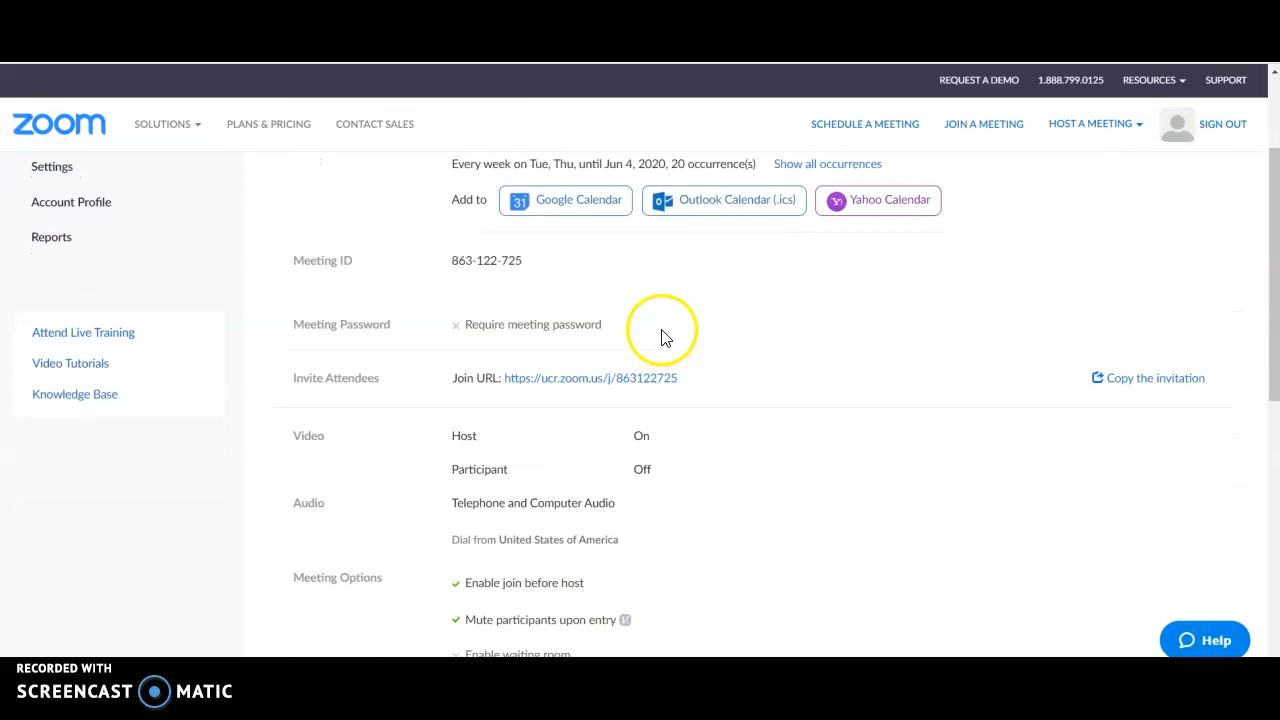 REQUEST A DEMO 1.888.799.0125 RESOURCES SUPPORT
zoom SOLUTIONS PLANS & PRICING CONTACT SALES SCHEDULE A MEETING JOIN A MEETING HOST A MEETING SIGN OUT
Settings
Account Profile
Reports
Attend Live Training
Video Tutorials
Knowledge Base
Every week on Tue, Thu, until Jun 4, 2020, 20 occurrence(s) Show all occurrences
Add to 31 Google Calendar Outlook Calendar (.ics) Yahoo Calendar
Meeting ID 863-122-725
Meeting Password × Require meeting password
Invite Attendees Join URL: https://ucr.zoom.us/j/863122725 Copy the invitation
Video Host On
Participant Off
Audio Telephone and Computer Audio
Dial from United States of America
Meeting Options Enable join before host
Mute participants upon entry
Enable waiting room
Help
RECORDED WITH
SCREENCAST MATIC